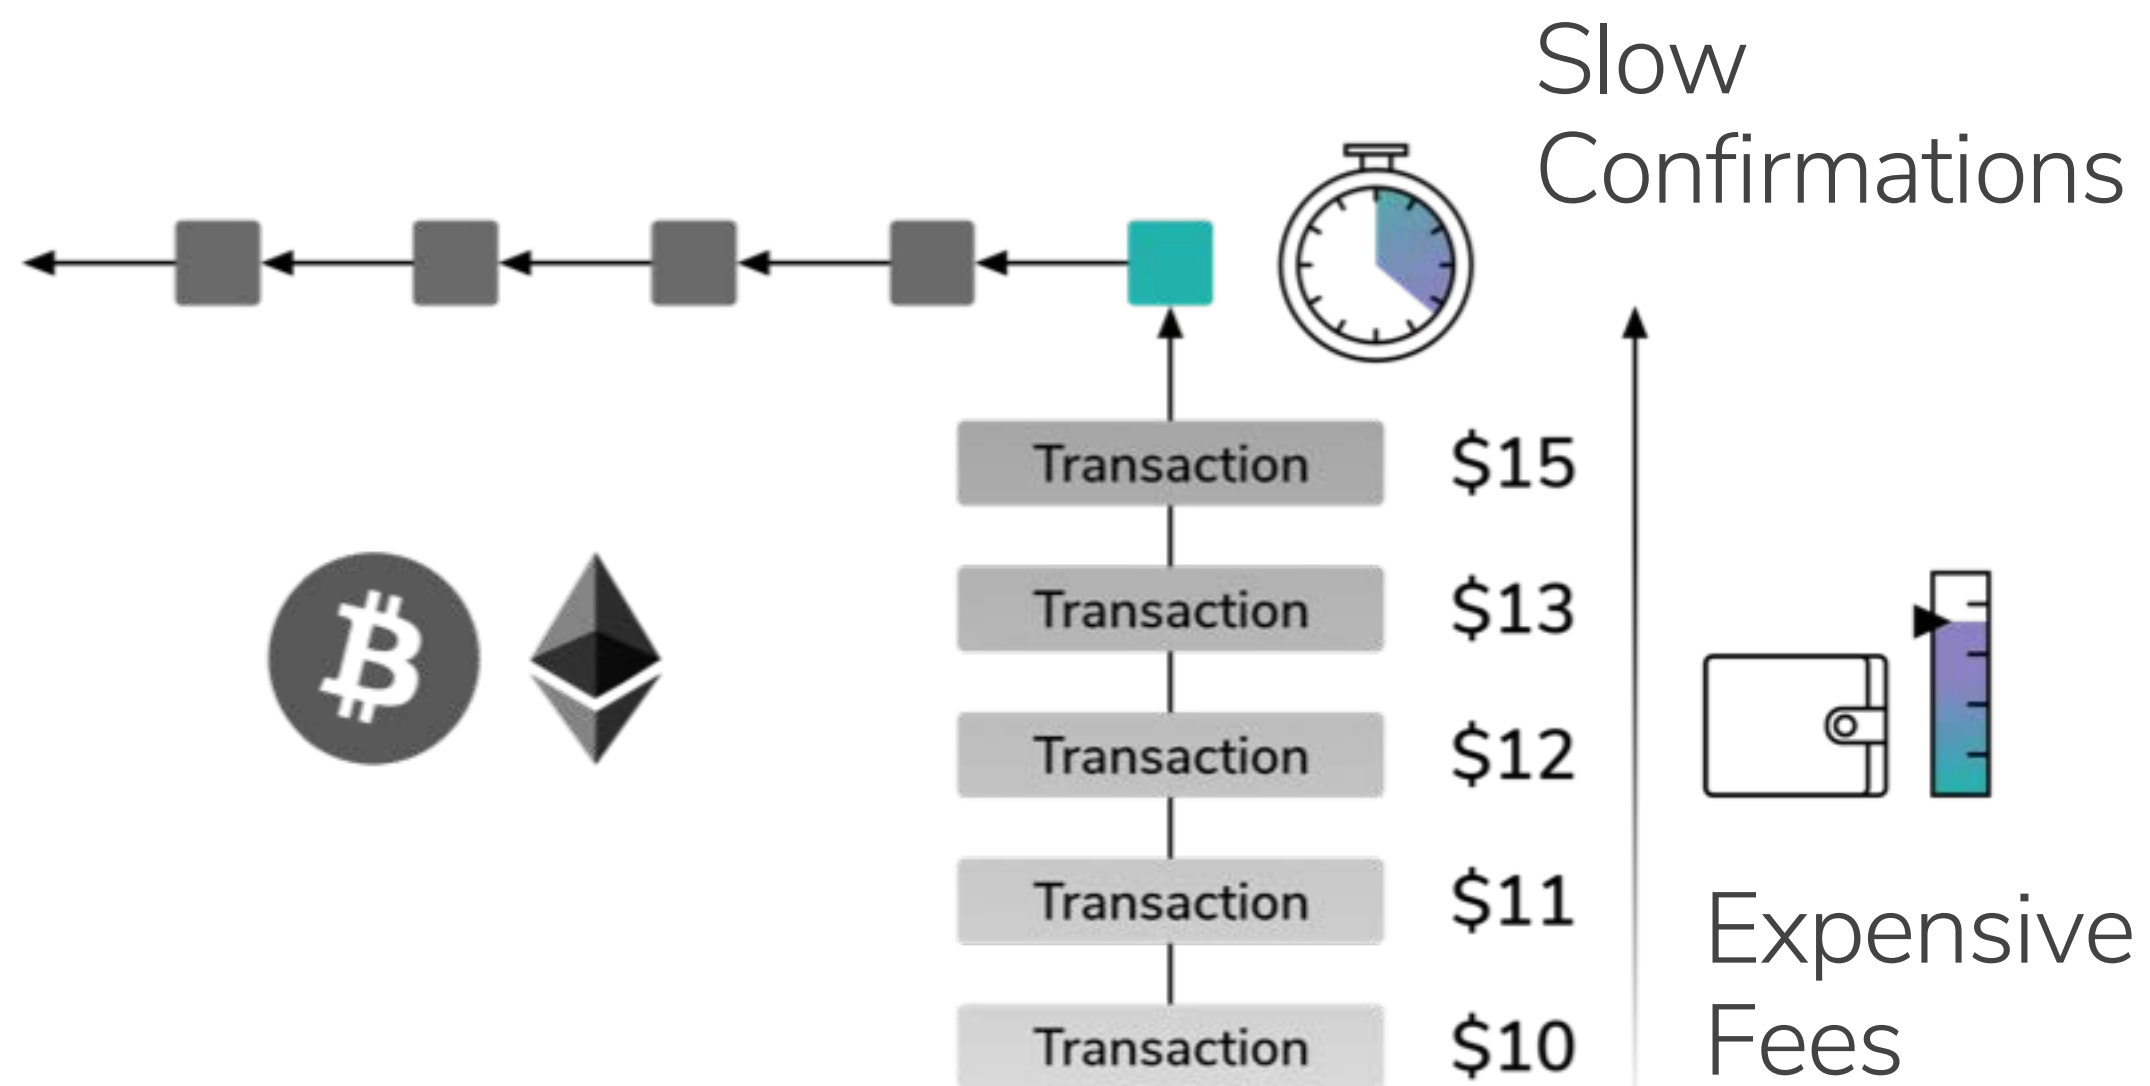 Slow
Confirmations
Transaction $15
Transaction $13
Transaction $12
Transaction $11
Transaction $10
Expensive
Fees